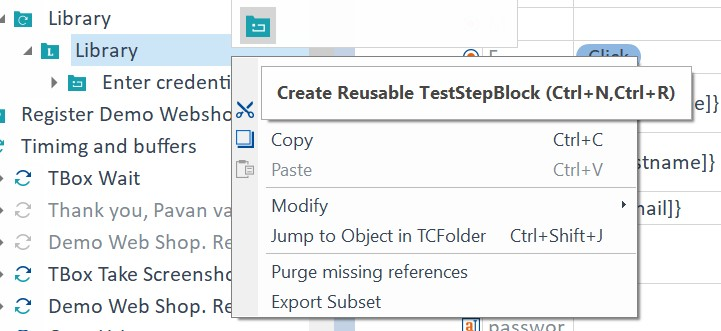 Library
Library
Enter credenti
Register Demo Webshop
Timimg and buffers
TBox Wait
Thank you, Pavan va
Demo Web Shop. Re
TBox Take Screensho
Demo Web Shop. Re
Create Reusable TestStepBlock (Ctrl+N,Ctrl+R)
Copy Ctrl+C
Paste Ctrl+V
Modify
Jump to Object in TCFolder Ctrl+Shift+J
Purge missing references
Export Subset
Click
e]}
stname]}
nail]}
passwor